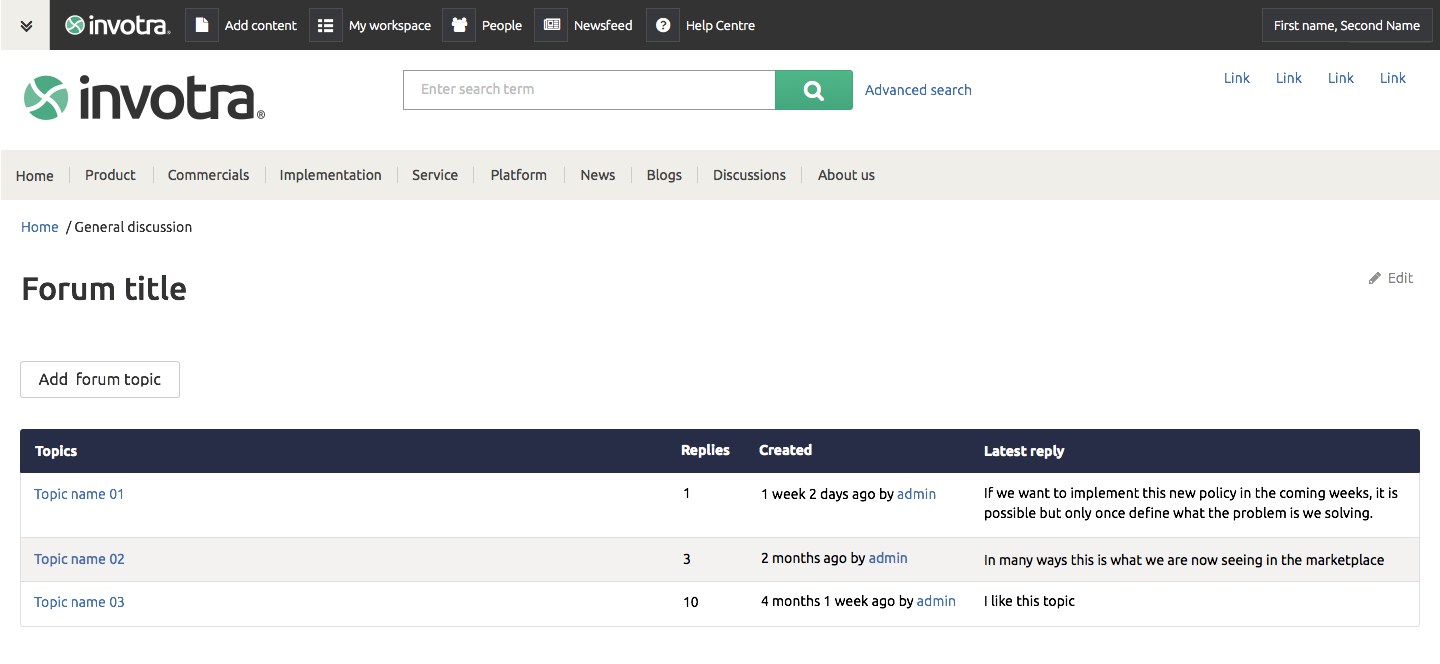 invotra® Add content My workspace People Newsfeed Help Centre First name, Second Name
invotra® Enter search term Advanced search Link Link Link Link
Home Product Commercials Implementation Service Platform News Blogs Discussions About us
Home / General discussion
Forum title Edit
Add forum topic
Topics Replies Created Latest reply
Topic name 01 1 1 week 2 days ago by admin If we want to implement this new policy in the coming weeks, it is
possible but only once define what the problem is we solving.
Topic name 02 3 2 months ago by admin In many ways this is what we are now seeing in the marketplace
Topic name 03 10 4 months 1 week ago by admin I like this topic